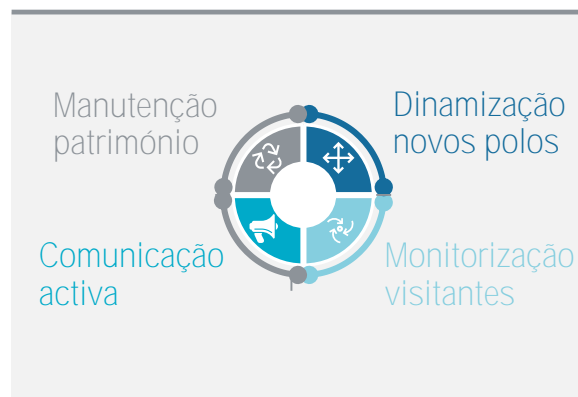 Manutenção
património
Dinamização
novos polos
Comunicação
activa
Monitorização
visitantes